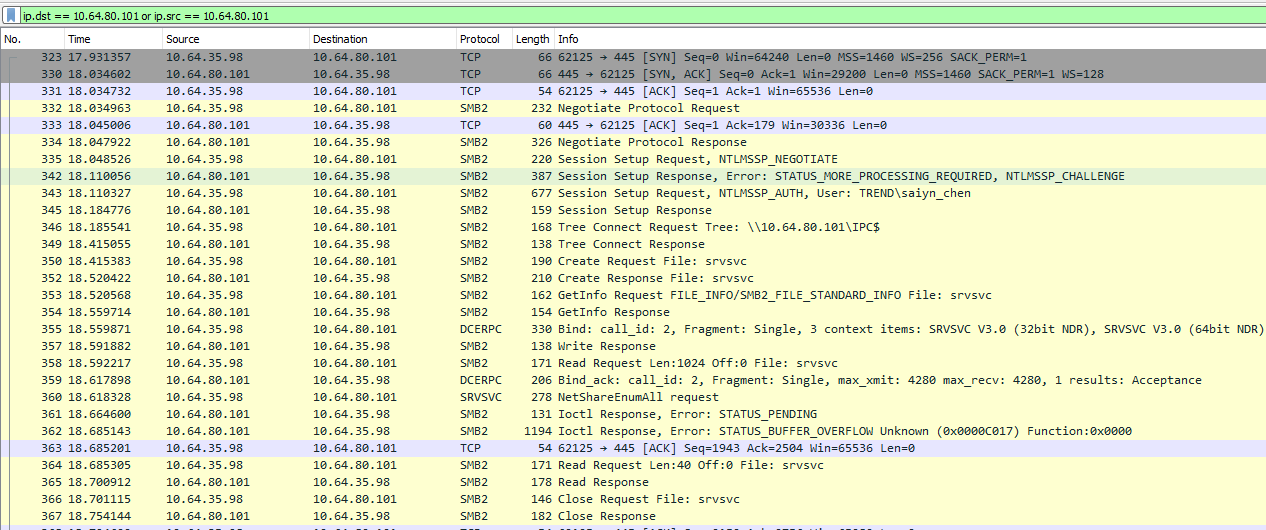 ip.dst == 10.64.80.101 or ip.src == 10.64.80.101
No. Time Source Destination Protocol Length Info
323 17.931357 10.64.35.98 10.64.80.101 TCP 66 62125 → 445 [SYN] Seq=0 Win=64240 Len=0 MSS=1460 WS=256 SACK_PERM=1
330 18.034602 10.64.80.101 10.64.35.98 TCP 66 445 → 62125 [SYN, ACK] Seq=0 Ack=1 Win=29200 Len=0 MSS=1460 SACK_PERM=1 WS=128
331 18.034732 10.64.35.98 10.64.80.101 TCP 54 62125 → 445 [ACK] Seq=1 Ack=1 Win=65536 Len=0
332 18.034963 10.64.35.98 10.64.80.101 SMB2 232 Negotiate Protocol Request
333 18.045006 10.64.80.101 10.64.35.98 TCP 60 445 → 62125 [ACK] Seq=1 Ack=179 Win=30336 Len=0
334 18.047922 10.64.80.101 10.64.35.98 SMB2 326 Negotiate Protocol Response
335 18.048526 10.64.35.98 10.64.80.101 SMB2 220 Session Setup Request, NTLMSSP_NEGOTIATE
342 18.110056 10.64.80.101 10.64.35.98 SMB2 387 Session Setup Response, Error: STATUS_MORE_PROCESSING_REQUIRED, NTLMSSP_CHALLENGE
343 18.110327 10.64.35.98 10.64.80.101 SMB2 677 Session Setup Request, NTLMSSP_AUTH, User: TREND\saiyn_chen
345 18.184776 10.64.80.101 10.64.35.98 SMB2 159 Session Setup Response
346 18.185541 10.64.35.98 10.64.80.101 SMB2 168 Tree Connect Request Tree: \\10.64.80.101\IPC$
349 18.415055 10.64.80.101 10.64.35.98 SMB2 138 Tree Connect Response
350 18.415383 10.64.35.98 10.64.80.101 SMB2 190 Create Request File: srvsvc
352 18.520422 10.64.80.101 10.64.35.98 SMB2 210 Create Response File: srvsvc
353 18.520568 10.64.35.98 10.64.80.101 SMB2 162 GetInfo Request FILE_INFO/SMB2_FILE_STANDARD_INFO File: srvsvc
354 18.559714 10.64.80.101 10.64.35.98 SMB2 154 GetInfo Response
355 18.559871 10.64.35.98 10.64.80.101 DCERPC 330 Bind: call_id: 2, Fragment: Single, 3 context items: SRVSVC V3.0 (32bit NDR), SRVSVC V3.0 (64bit NDR)
357 18.591882 10.64.80.101 10.64.35.98 SMB2 138 Write Response
358 18.592217 10.64.35.98 10.64.80.101 SMB2 171 Read Request Len:1024 Off:0 File: srvsvc
359 18.617898 10.64.80.101 10.64.35.98 DCERPC 206 Bind_ack: call_id: 2, Fragment: Single, max_xmit: 4280 max_recv: 4280, 1 results: Acceptance
360 18.618328 10.64.35.98 10.64.80.101 SRVSVC 278 NetShareEnumAll request
361 18.664600 10.64.80.101 10.64.35.98 SMB2 131 Ioctl Response, Error: STATUS_PENDING
362 18.685143 10.64.80.101 10.64.35.98 SMB2 1194 Ioctl Response, Error: STATUS_BUFFER_OVERFLOW Unknown (0x0000C017) Function:0x0000
363 18.685201 10.64.35.98 10.64.80.101 TCP 54 62125 → 445 [ACK] Seq=1943 Ack=2504 Win=65536 Len=0
364 18.685305 10.64.35.98 10.64.80.101 SMB2 171 Read Request Len:40 Off:0 File: srvsvc
365 18.700912 10.64.80.101 10.64.35.98 SMB2 178 Read Response
366 18.701115 10.64.35.98 10.64.80.101 SMB2 146 Close Request File: srvsvc
367 18.754144 10.64.80.101 10.64.35.98 SMB2 182 Close Response